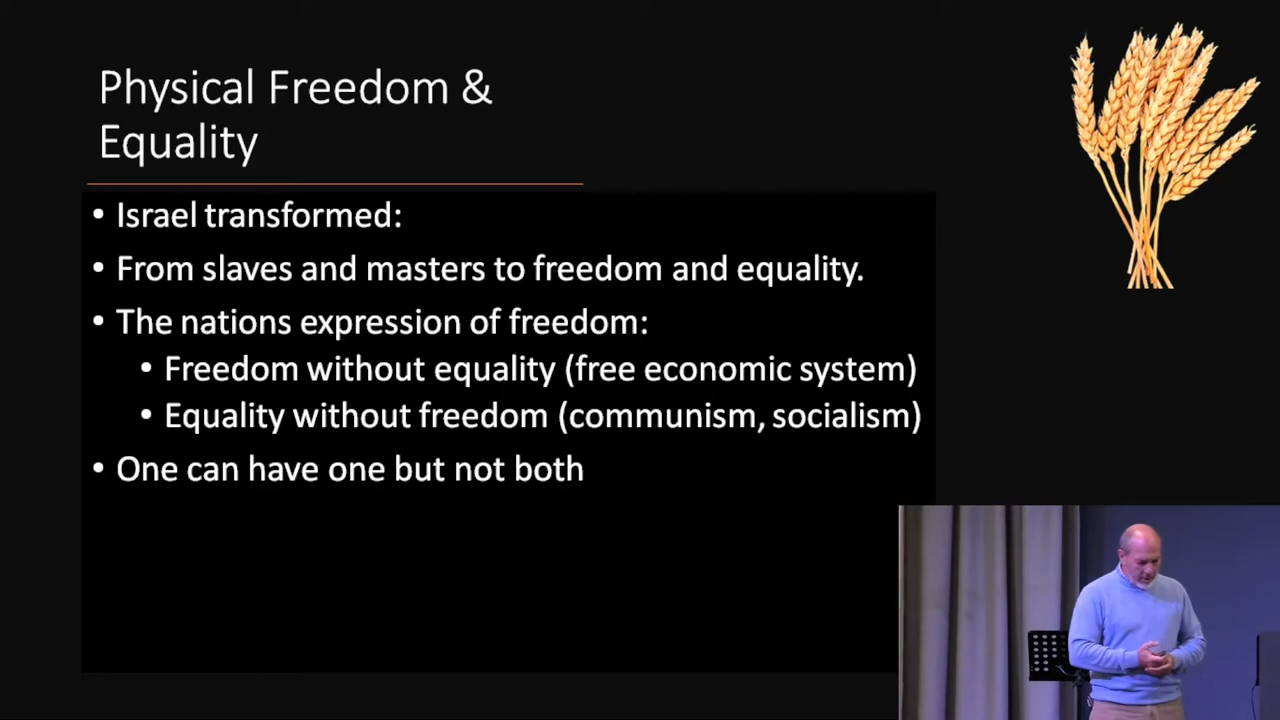 Physical Freedom &
Equality
• Israel transformed:
• From slaves and masters to freedom and equality.
• The nations expression of freedom:
• Freedom without equality (free economic system)
• Equality without freedom (communism, socialism)
• One can have one but not both